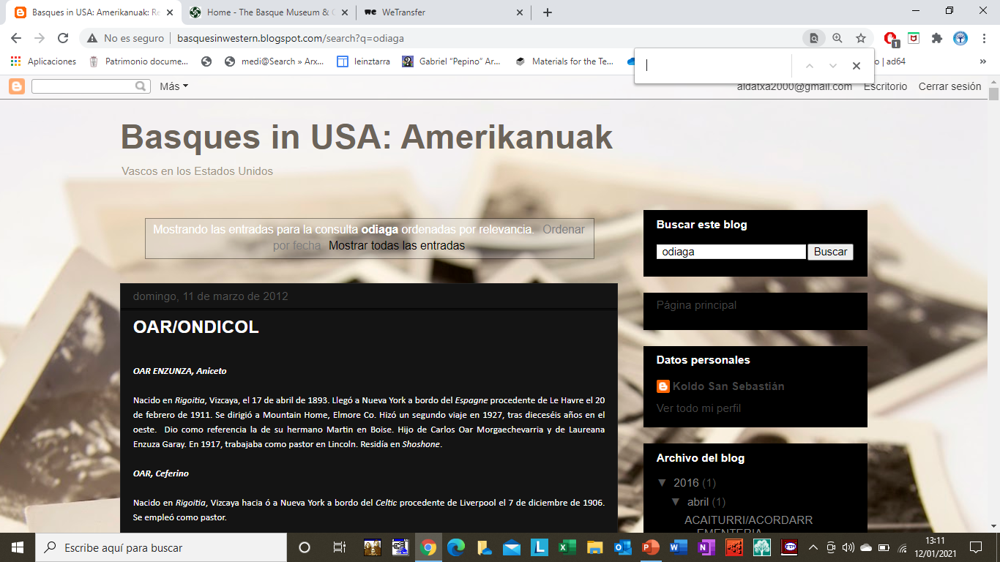 Basques in USA: Amerikanuak: Re
Home - The Basque Museum & C
WeTransfer
No es seguro | basquesinwestern.blogspot.com/search?q=odiaga
Aplicaciones
Patrimonio docume...
medi@Search » Arx...
leinztarra
Gabriel “Pepino” Ar...
Materials for the Te...
o | ad64
»
Más
aldatxa2000@gmail.com
Escritorio
Cerrar sesión
Basques in USA: Amerikanuak
Vascos en los Estados Unidos
Mostrando las entradas para la consulta odiaga ordenadas por relevancia. Ordenar
por fecha Mostrar todas las entradas
domingo, 11 de marzo de 2012
OAR/ONDICOL
OAR ENZUNZA, Aniceto
Nacido en Rigoitia, Vizcaya, el 17 de abril de 1893. Llegó a Nueva York a bordo del Espagne procedente de Le Havre el 20
de febrero de 1911. Se dirigió a Mountain Home, Elmore Co. Hizó un segundo viaje en 1927, tras dieceséis años en el
oeste. Dio como referencia la de su hermano Martin en Boise. Hijo de Carlos Oar Morgaechevarria y de Laureana
Enzuza Garay. En 1917, trabajaba como pastor en Lincoln. Residía en Shoshone.
OAR, Ceferino
Nacido en Rigoitia, Vizcaya hacia ó a Nueva York a bordo del Celtic procedente de Liverpool el 7 de diciembre de 1906.
Se empleó como pastor.
Buscar este blog
odiaga
Buscar
Página principal
Datos personales
Koldo San Sebastián
Ver todo mi perfil
Archivo del blog
▼ 2016 (1)
▼ abril (1)
ACAITURRI/ACORDARR
EMENTERIA
Escribe aquí para buscar
13:11
12/01/2021